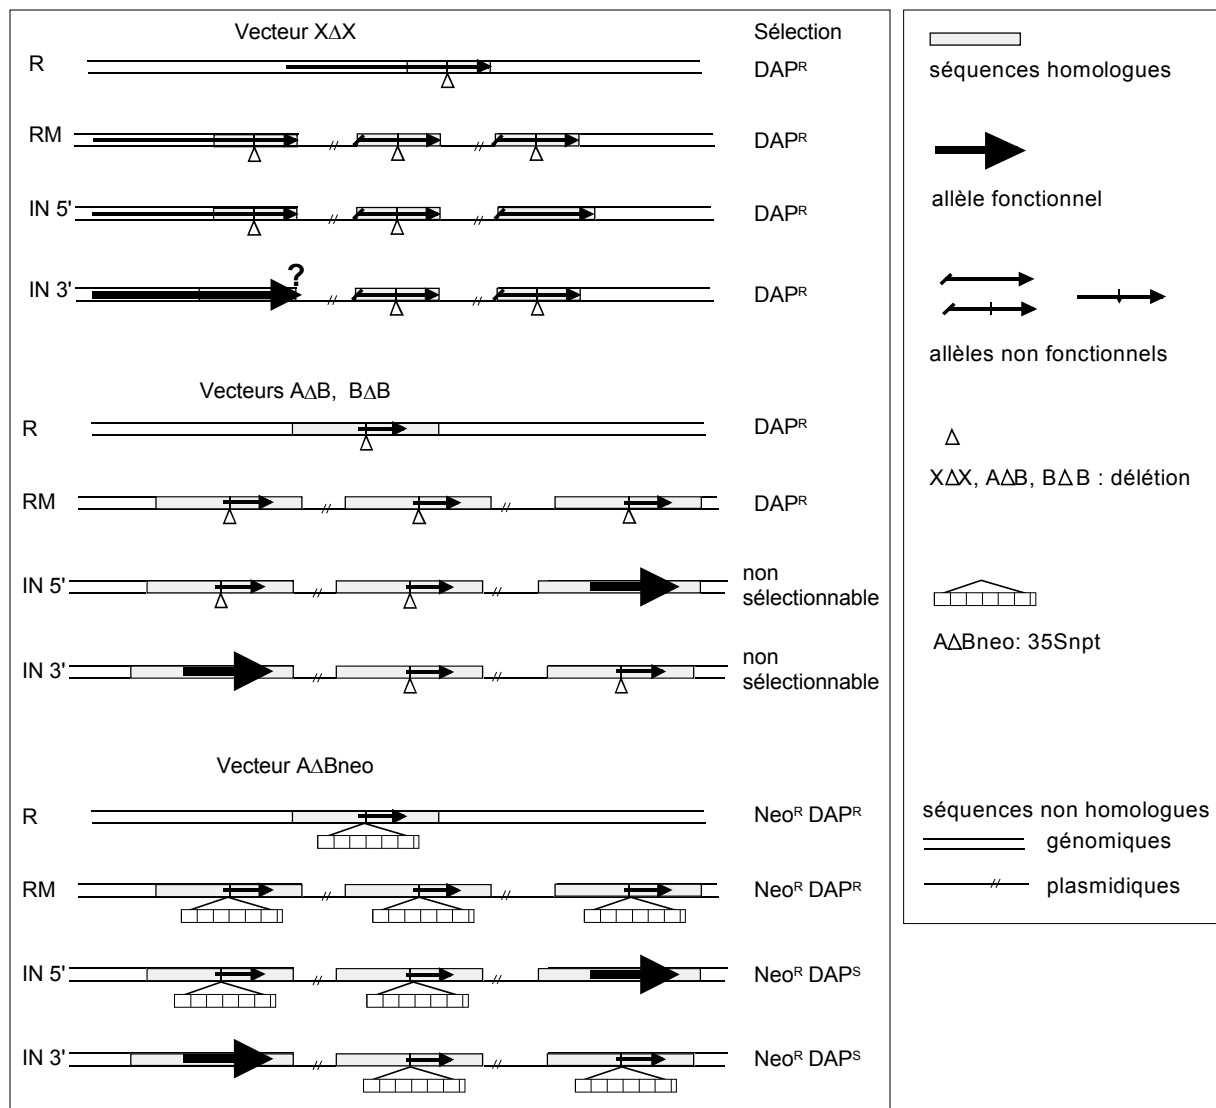 Vecteur XΔX
Sélection
R
DAPᴿ
RM
DAPᴿ
IN 5'
DAPᴿ
?
IN 3'
DAPᴿ
Vecteurs AΔB, BΔB
R
DAPᴿ
RM
DAPᴿ
IN 5'
non
sélectionnable
IN 3'
non
sélectionnable
Vecteur AΔBneo
R
Neoᴿ DAPᴿ
RM
Neoᴿ DAPᴿ
IN 5'
Neoᴿ DAPˢ
IN 3'
Neoᴿ DAPˢ
séquences homologues
allèle fonctionnel
allèles non fonctionnels
Δ
XΔX, AΔB, BΔB : délétion
AΔBneo: 35Snpt
séquences non homologues
génomiques
plasmidiques